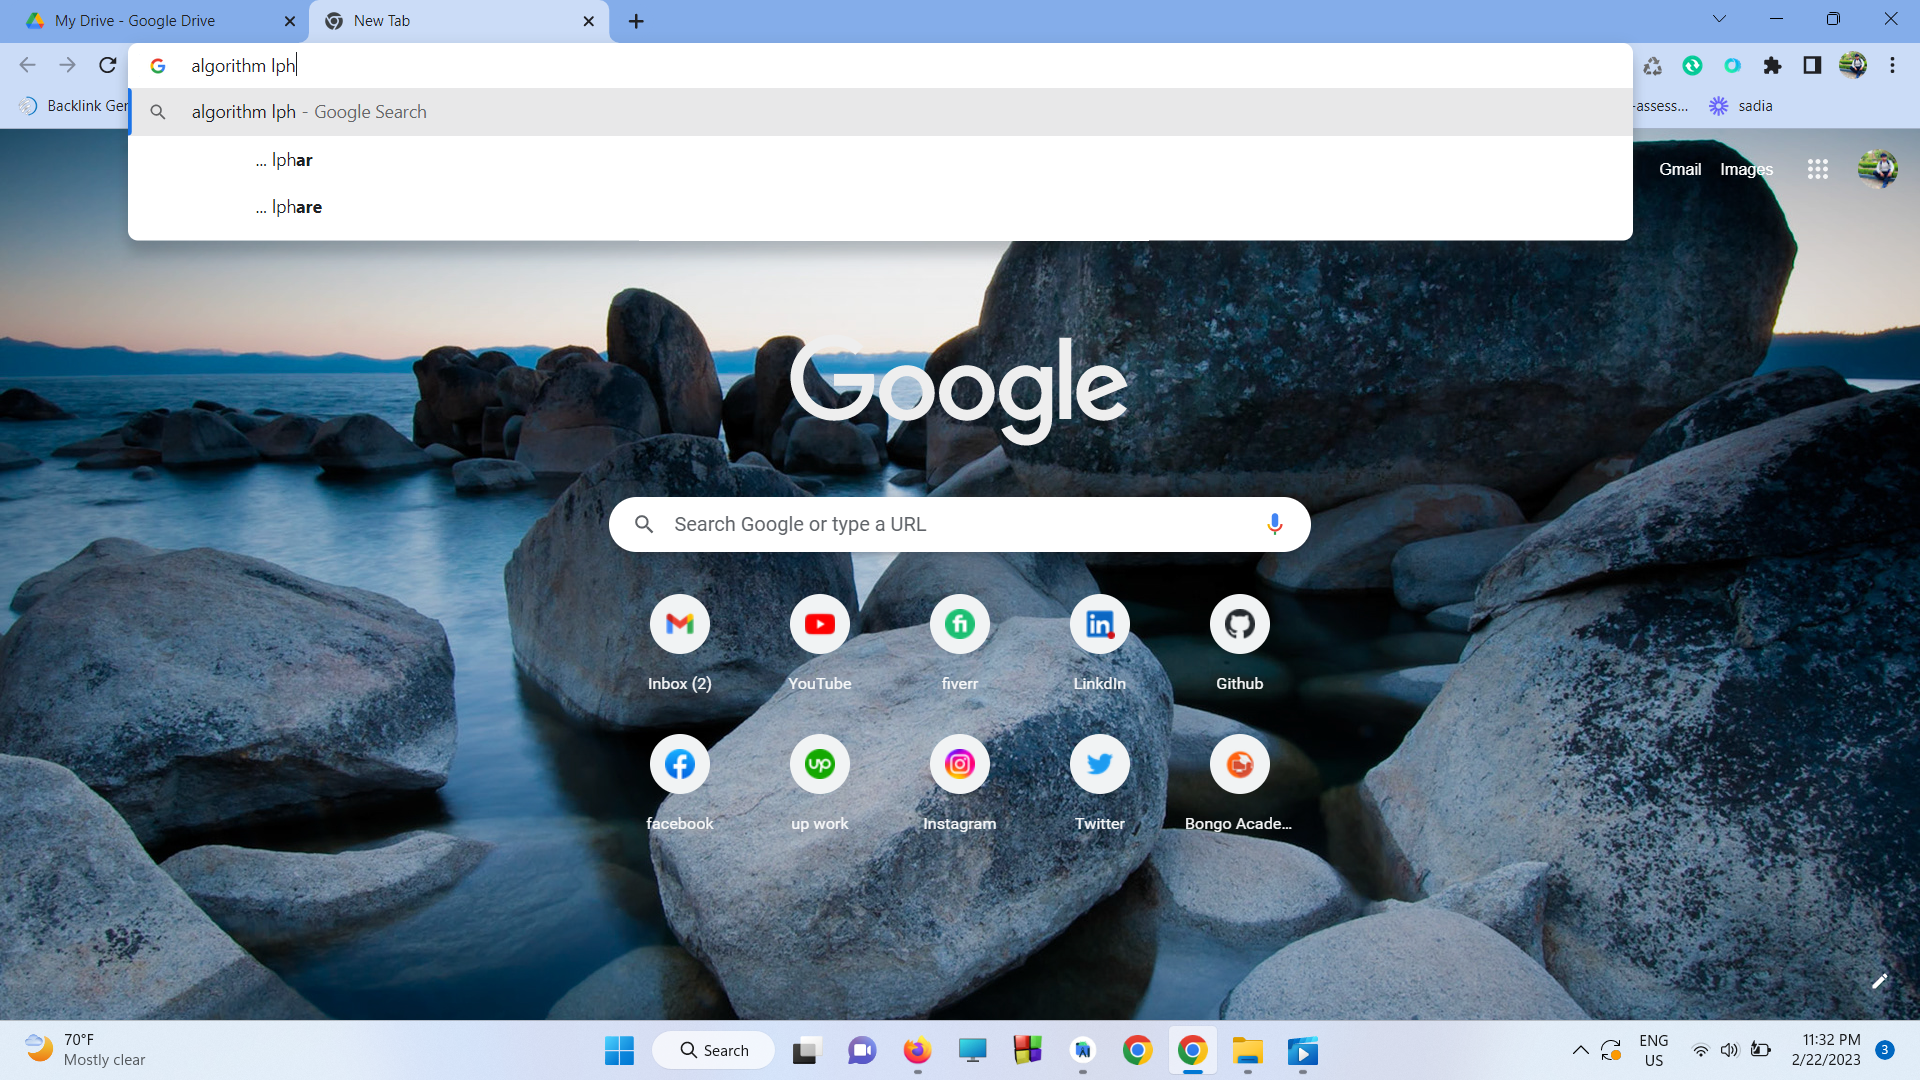 My Drive - Google Drive
New Tab
algorithm lph
Backlink Ger
algorithm lph - Google Search
-assess...
sadia
... lphar
... lphare
Gmail
Images
Google
Search Google or type a URL
Inbox (2)
YouTube
fiverr
LinkdIn
Github
facebook
up work
Instagram
Twitter
Bongo Acade...
70°F
Mostly clear
Search
ENG
US
11:32 PM
2/22/2023
3